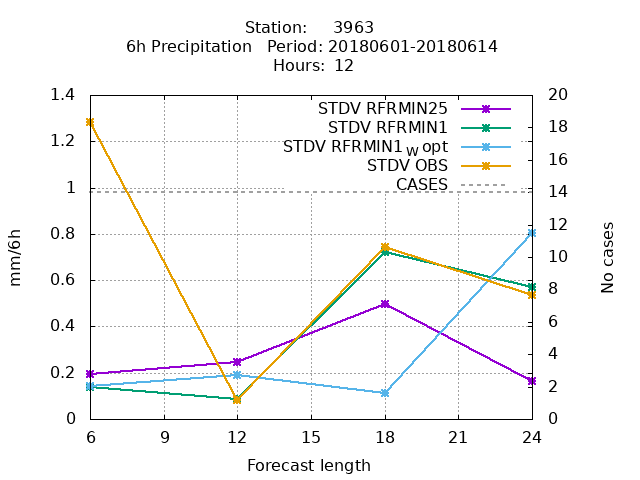 Station: 3963
6h Precipitation Period: 20180601-20180614
Hours: 12
STDV RFRMIN25
STDV RFRMIN1
STDV RFRMIN1wopt
STDV OBS
CASES
mm/6h
1.4
1.2
1
0.8
0.6
0.4
0.2
0
20
18
16
14
12
10
8
6
4
2
0
No cases
6 9 12 15 18 21 24
Forecast length